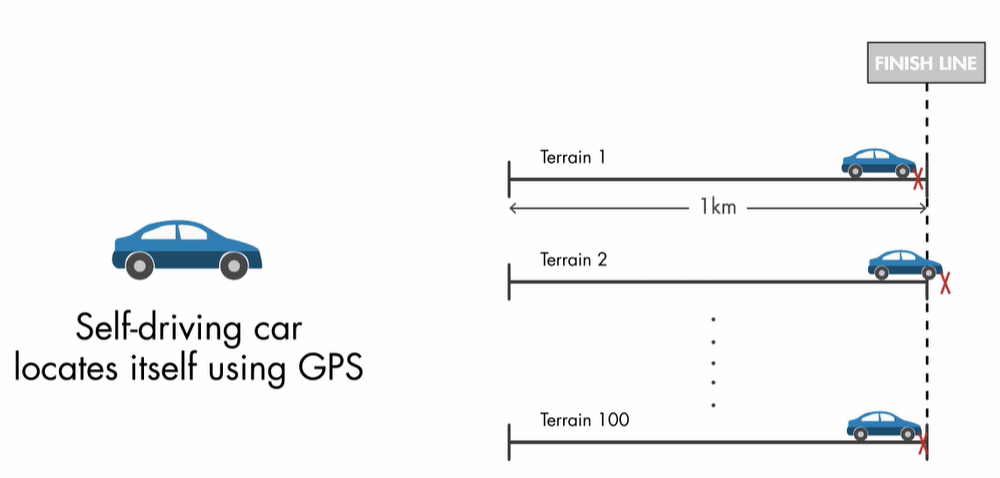 FINISH LINE
Terrain 1
1km
Terrain 2
Terrain 100
Self-driving car
locates itself using GPS